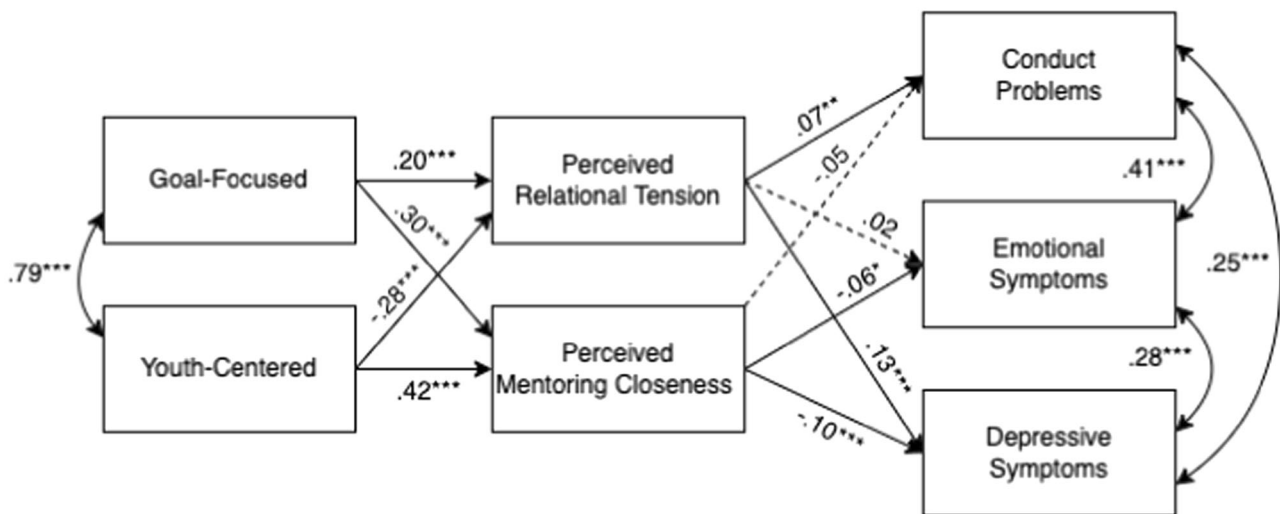 Conduct
Problems
.07**
-.05
.20***
Goal-Focused
Perceived
Relational Tension
.41***
.30***
.02
Emotional
Symptoms
.25***
.79***
-.28***
-.06*
Youth-Centered
Perceived
Mentoring Closeness
.28***
.13***
.42***
-.10***
Depressive
Symptoms